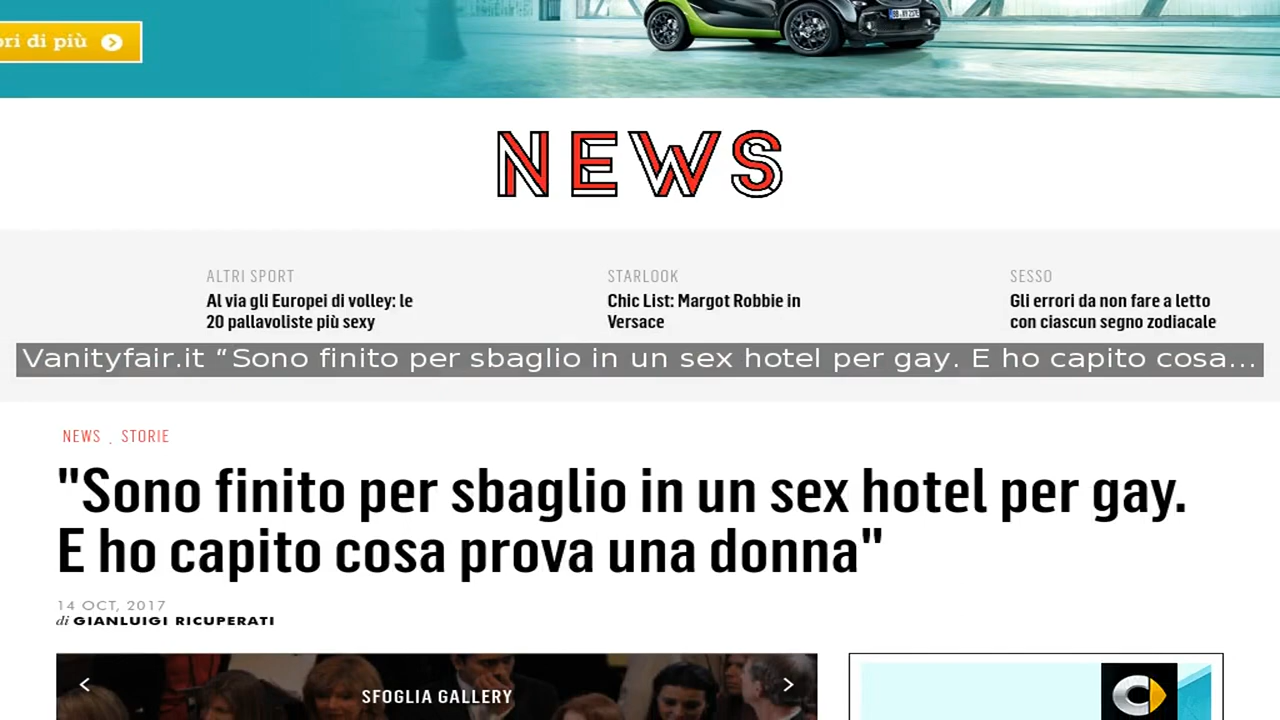 ori di più
NEWS
ALTRI SPORT
Al via gli Europei di volley: le
20 pallavoliste più sexy
STARLOOK
Chic List: Margot Robbie in
Versace
SESSO
Gli errori da non fare a letto
con ciascun segno zodiacale
Vanityfair.it “Sono finito per sbaglio in un sex hotel per gay. E ho capito cosa...
NEWS , STORIE
"Sono finito per sbaglio in un sex hotel per gay.
E ho capito cosa prova una donna"
14 OCT, 2017
di GIANLUIGI RICUPERATI
SFOGLIA GALLERY